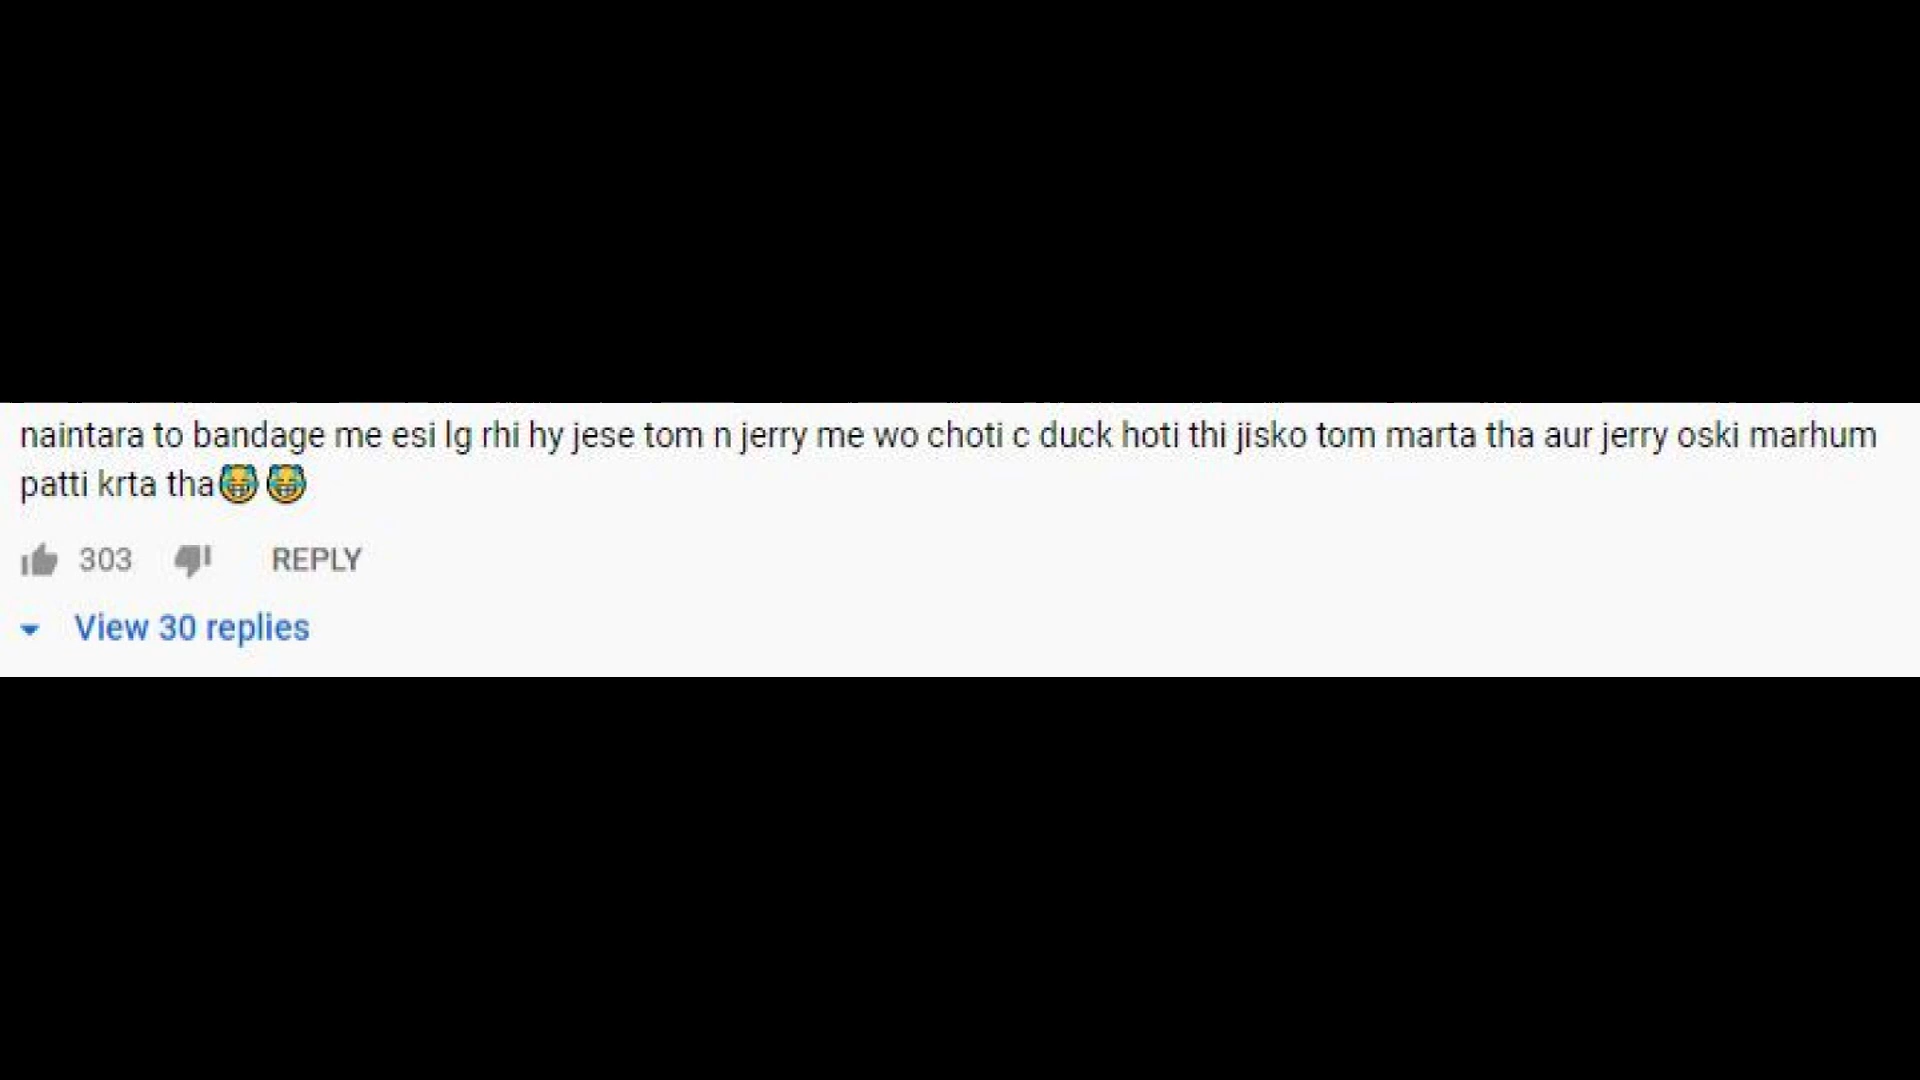 naintara to bandage me esi lg rhi hy jese tom n jerry me wo choti c duck hoti thi jisko tom marta tha aur jerry oski marhum
patti krta tha😹😹
303 REPLY
View 30 replies